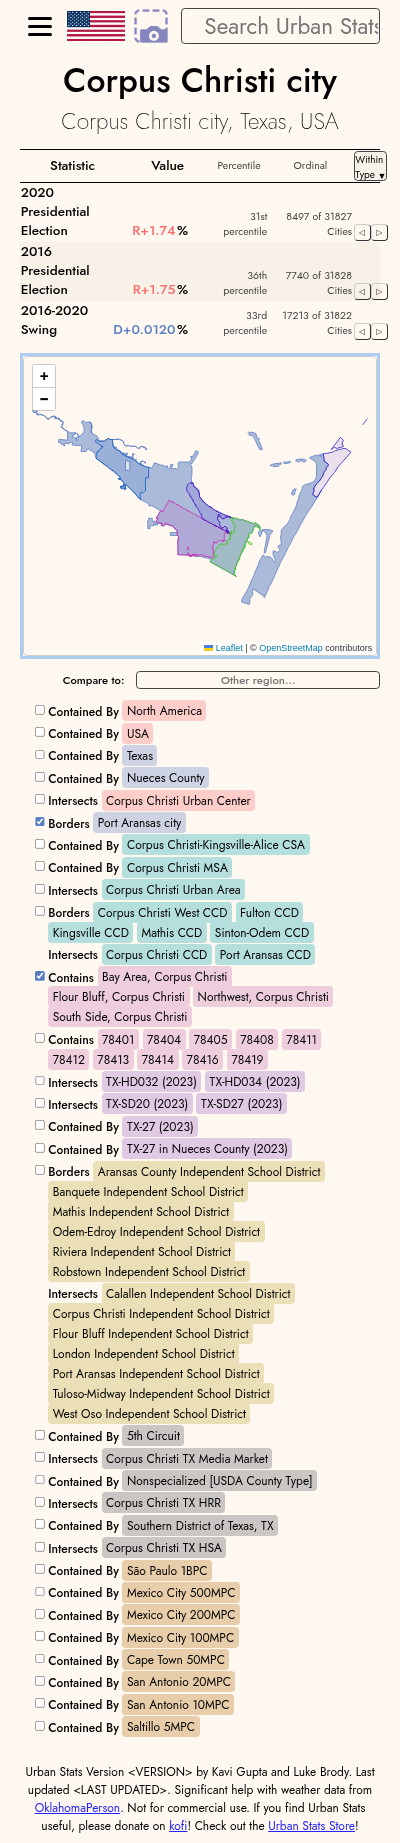 Search Urban Stats
Corpus Christi city
Corpus Christi city, Texas, USA
Statistic Value Percentile Ordinal Within Type ▼
2020 Presidential Election R+1.74% 31st percentile 8497 of 31827 Cities ◁ ▷
2016 Presidential Election R+1.75% 36th percentile 7740 of 31828 Cities ◁ ▷
2016-2020 Swing D+0.0120% 33rd percentile 17213 of 31822 Cities ◁ ▷
+
−
Leaflet | © OpenStreetMap contributors
Compare to: Other region...
Contained By North America
Contained By USA
Contained By Texas
Contained By Nueces County
Intersects Corpus Christi Urban Center
Borders Port Aransas city
Contained By Corpus Christi-Kingsville-Alice CSA
Contained By Corpus Christi MSA
Intersects Corpus Christi Urban Area
Borders Corpus Christi West CCD Fulton CCD
Kingsville CCD Mathis CCD Sinton-Odem CCD
Intersects Corpus Christi CCD Port Aransas CCD
Contains Bay Area, Corpus Christi
Flour Bluff, Corpus Christi Northwest, Corpus Christi
South Side, Corpus Christi
Contains 78401 78404 78405 78408 78411
78412 78413 78414 78416 78419
Intersects TX-HD032 (2023) TX-HD034 (2023)
Intersects TX-SD20 (2023) TX-SD27 (2023)
Contained By TX-27 (2023)
Contained By TX-27 in Nueces County (2023)
Borders Aransas County Independent School District
Banquete Independent School District
Mathis Independent School District
Odem-Edroy Independent School District
Riviera Independent School District
Robstown Independent School District
Intersects Calallen Independent School District
Corpus Christi Independent School District
Flour Bluff Independent School District
London Independent School District
Port Aransas Independent School District
Tuloso-Midway Independent School District
West Oso Independent School District
Contained By 5th Circuit
Intersects Corpus Christi TX Media Market
Contained By Nonspecialized [USDA County Type]
Intersects Corpus Christi TX HRR
Contained By Southern District of Texas, TX
Intersects Corpus Christi TX HSA
Contained By São Paulo 1BPC
Contained By Mexico City 500MPC
Contained By Mexico City 200MPC
Contained By Mexico City 100MPC
Contained By Cape Town 50MPC
Contained By San Antonio 20MPC
Contained By San Antonio 10MPC
Contained By Saltillo 5MPC
Urban Stats Version <VERSION> by Kavi Gupta and Luke Brody. Last
updated <LAST UPDATED>. Significant help with weather data from
OklahomaPerson. Not for commercial use. If you find Urban Stats
useful, please donate on kofi! Check out the Urban Stats Store!